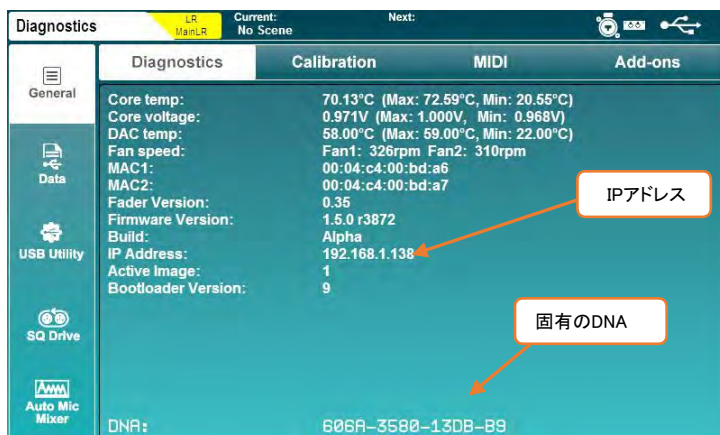 Diagnostics
LR
MainLR
Current:
No Scene
Next:
General
Data
USB Utility
SQ Drive
Auto Mic
Mixer
Diagnostics
Calibration
MIDI
Add-ons
Core temp: 70.13°C (Max: 72.59°C, Min: 20.55°C)
Core voltage: 0.971V (Max: 1.000V, Min: 0.968V)
DAC temp: 58.00°C (Max: 59.00°C, Min: 22.00°C)
Fan speed: Fan1: 326rpm Fan2: 310rpm
MAC1: 00:04:c4:00:bd:a6
MAC2: 00:04:c4:00:bd:a7
Fader Version: 0.35
Firmware Version: 1.5.0 r3872
Build: Alpha
IP Address: 192.168.1.138
Active Image: 1
Bootloader Version: 9
IPアドレス
固有のDNA
DNA: 606A-3580-13DB-B9